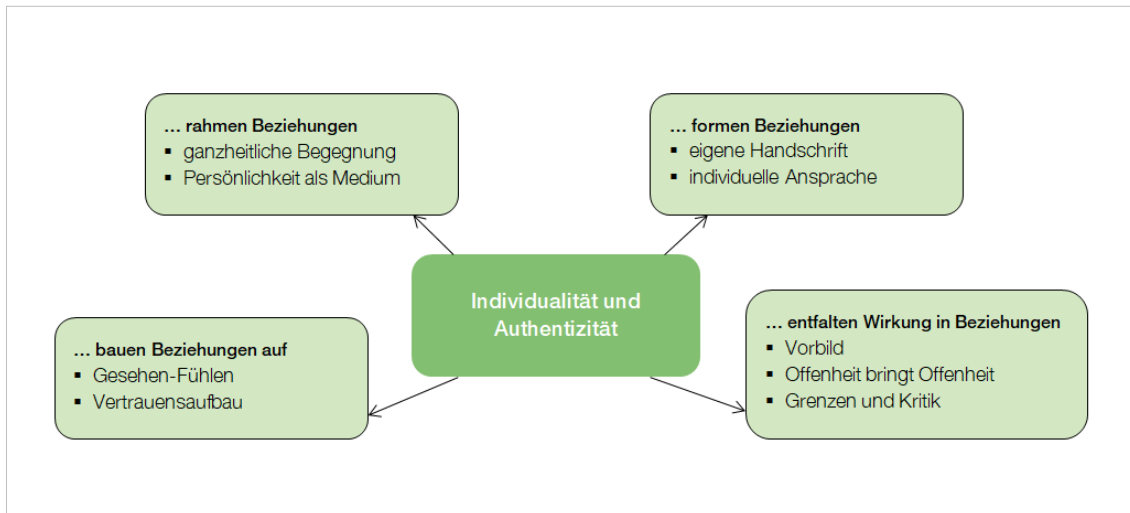 … rahmen Beziehungen
▪ ganzheitliche Begegnung
▪ Persönlichkeit als Medium
… formen Beziehungen
▪ eigene Handschrift
▪ individuelle Ansprache
Individualität und
Authentizität
… bauen Beziehungen auf
▪ Gesehen-Fühlen
▪ Vertrauensaufbau
… entfalten Wirkung in Beziehungen
▪ Vorbild
▪ Offenheit bringt Offenheit
▪ Grenzen und Kritik